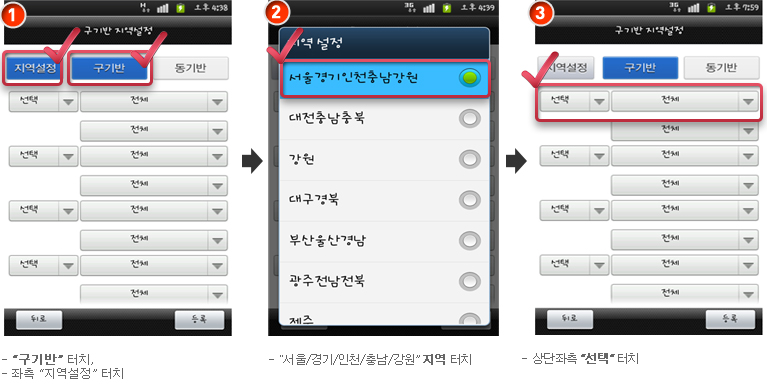 1
H
오후 4:38
구기반 지역설정
지역설정 구기반 동기반
선택 전체
전체
선택 전체
전체
선택 전체
전체
선택 전체
전체
뒤로 등록
- "구기반" 터치,
- 좌측 "지역설정" 터치
2
3G
오후 4:39
지역 설정
서울경기인천충남강원
대전충남충북
강원
대구경북
부산울산경남
광주전남전북
제주
- "서울/경기/인천/충남/강원" 지역 터치
3
3G
오후 7:59
구기반 지역설정
지역설정 구기반 동기반
선택 전체
전체
선택 전체
전체
선택 전체
전체
선택 전체
전체
뒤로 등록
- 상단좌측 "선택" 터치